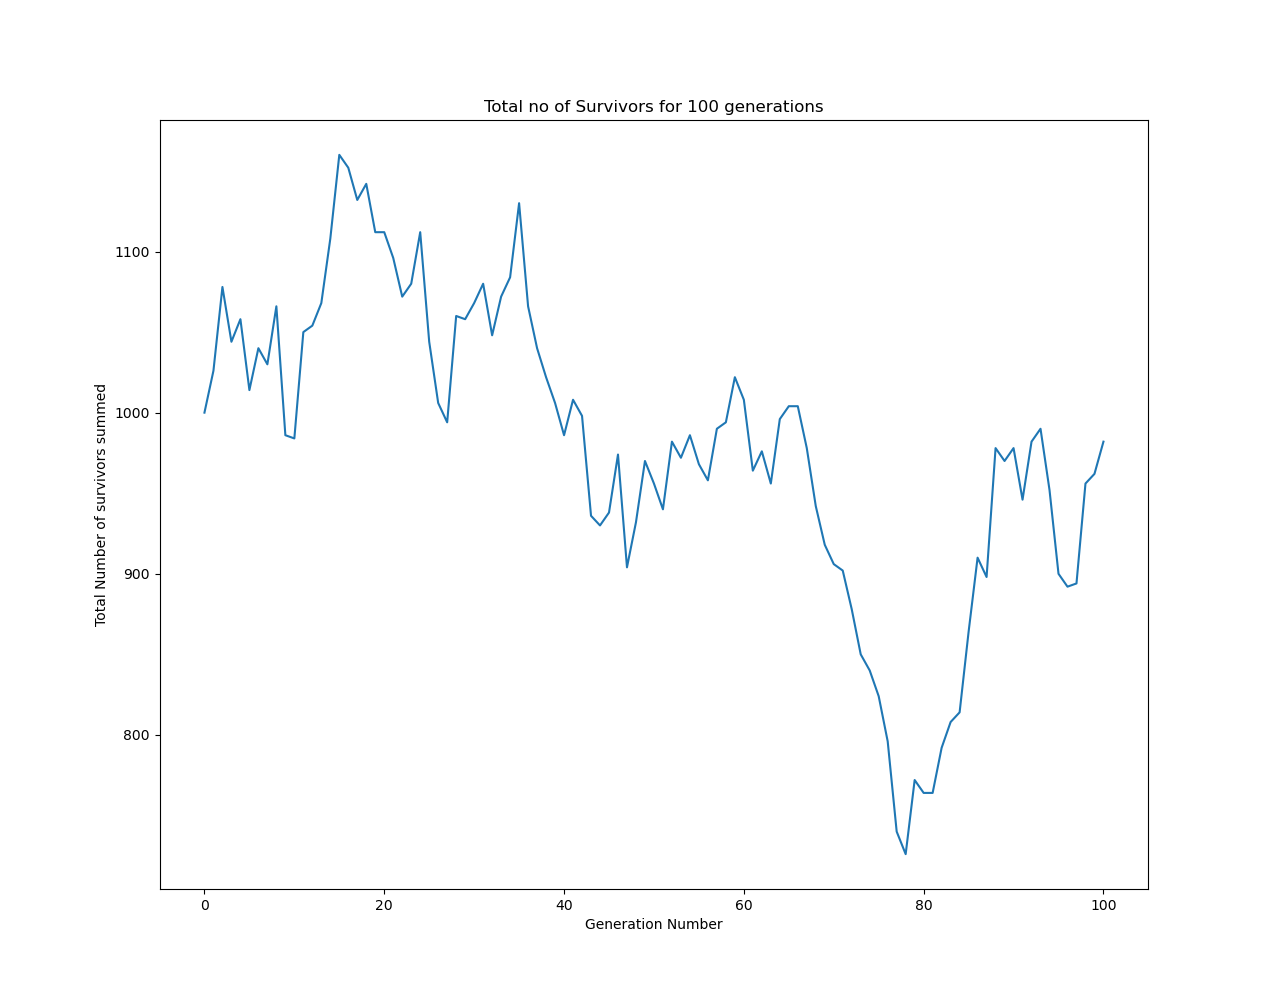 Total no of Survivors for 100 generations
Total Number of survivors summed
1100
1000
900
800
0 20 40 60 80 100
Generation Number